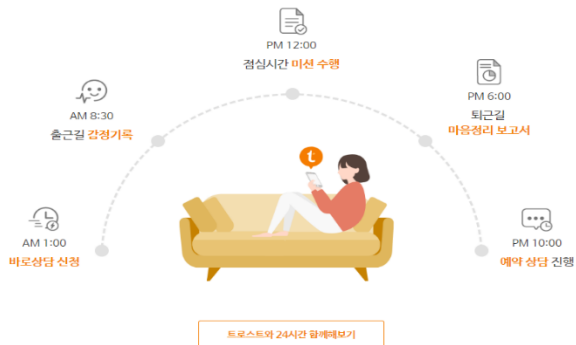 PM 12:00
점심시간 미션 수행
AM 8:30
출근길 감정기록
PM 6:00
퇴근길
마음정리 보고서
t
AM 1:00
바로상담 신청
PM 10:00
예약 상담 진행
트로스트와 24시간 함께해보기